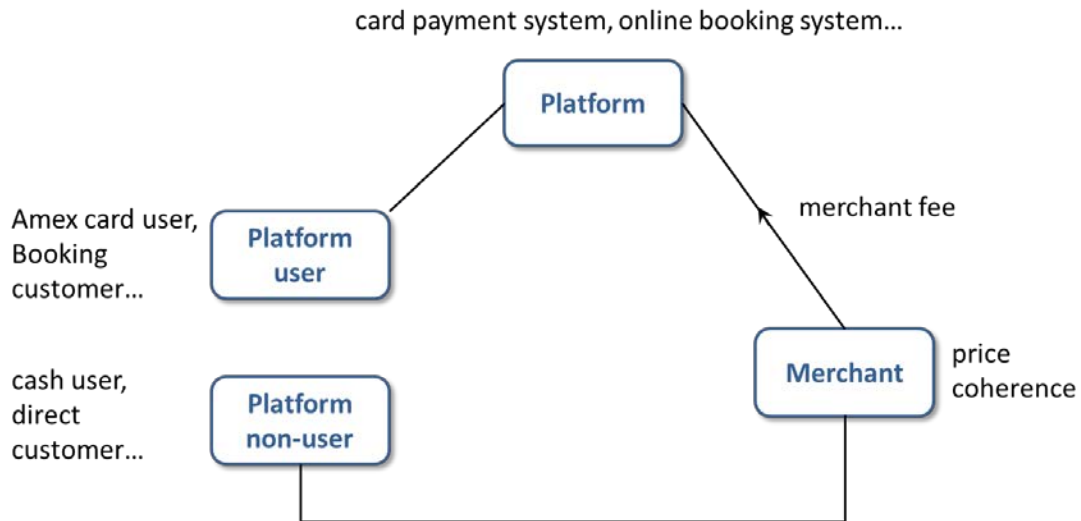 card payment system, online booking system…
Platform
merchant fee
Amex card user,
Booking
customer…
Platform
user
cash user,
direct
customer…
Platform
non-user
Merchant
price
coherence